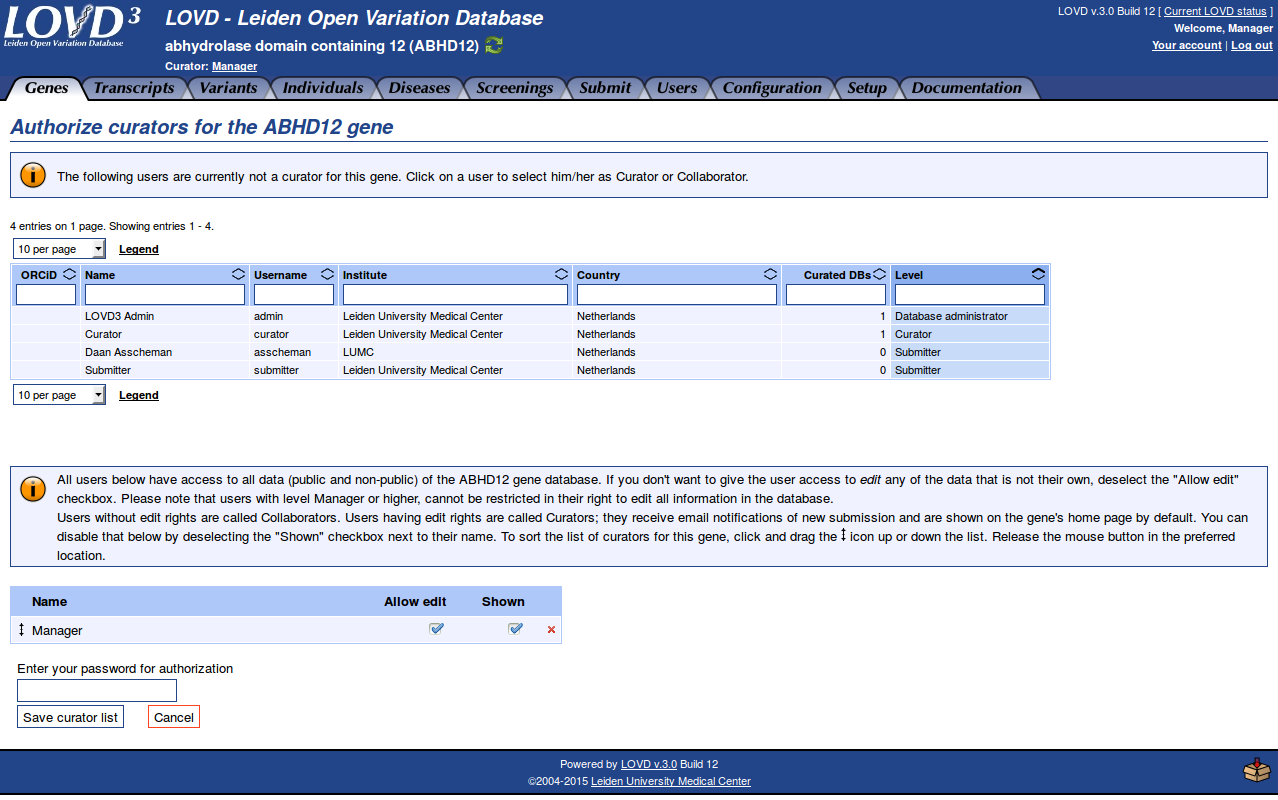 LOVD 3
Leiden Open Variation Database
LOVD - Leiden Open Variation Database
abhydrolase domain containing 12 (ABHD12)
Curator: Manager
LOVD v.3.0 Build 12 [ Current LOVD status ]
Welcome, Manager
Your account | Log out
Genes Transcripts Variants Individuals Diseases Screenings Submit Users Configuration Setup Documentation
Authorize curators for the ABHD12 gene
The following users are currently not a curator for this gene. Click on a user to select him/her as Curator or Collaborator.
4 entries on 1 page. Showing entries 1 - 4.
10 per page Legend
ORCiD Name Username Institute Country Curated DBs Level
LOVD3 Admin admin Leiden University Medical Center Netherlands 1 Database administrator
Curator curator Leiden University Medical Center Netherlands 1 Curator
Daan Asscheman asscheman LUMC Netherlands 0 Submitter
Submitter submitter Leiden University Medical Center Netherlands 0 Submitter
10 per page Legend
All users below have access to all data (public and non-public) of the ABHD12 gene database. If you don't want to give the user access to edit any of the data that is not their own, deselect the "Allow edit"
checkbox. Please note that users with level Manager or higher, cannot be restricted in their right to edit all information in the database.
Users without edit rights are called Collaborators. Users having edit rights are called Curators; they receive email notifications of new submission and are shown on the gene's home page by default. You can
disable that below by deselecting the "Shown" checkbox next to their name. To sort the list of curators for this gene, click and drag the ↕ icon up or down the list. Release the mouse button in the preferred
location.
Name Allow edit Shown
Manager
Enter your password for authorization
Save curator list Cancel
Powered by LOVD v.3.0 Build 12
©2004-2015 Leiden University Medical Center